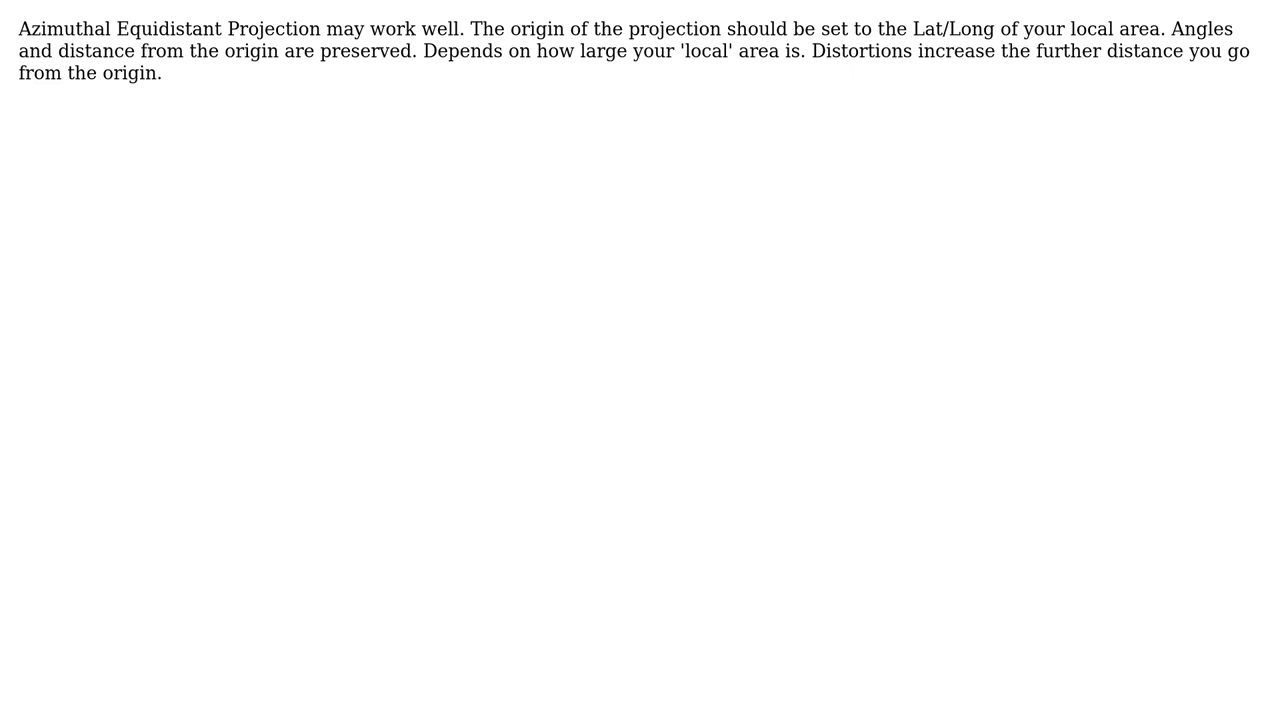 Azimuthal Equidistant Projection may work well. The origin of the projection should be set to the Lat/Long of your local area. Angles
and distance from the origin are preserved. Depends on how large your 'local' area is. Distortions increase the further distance you go
from the origin.